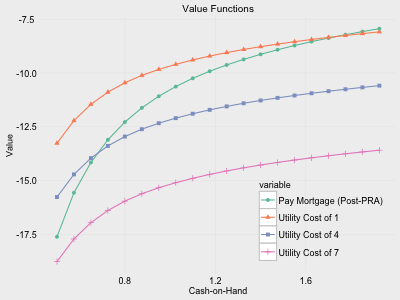 Value Functions
-7.5
-10.0
-12.5
-15.0
-17.5
Value
variable
Pay Mortgage (Post-PRA)
Utility Cost of 1
Utility Cost of 4
Utility Cost of 7
0.8 1.2 1.6
Cash-on-Hand